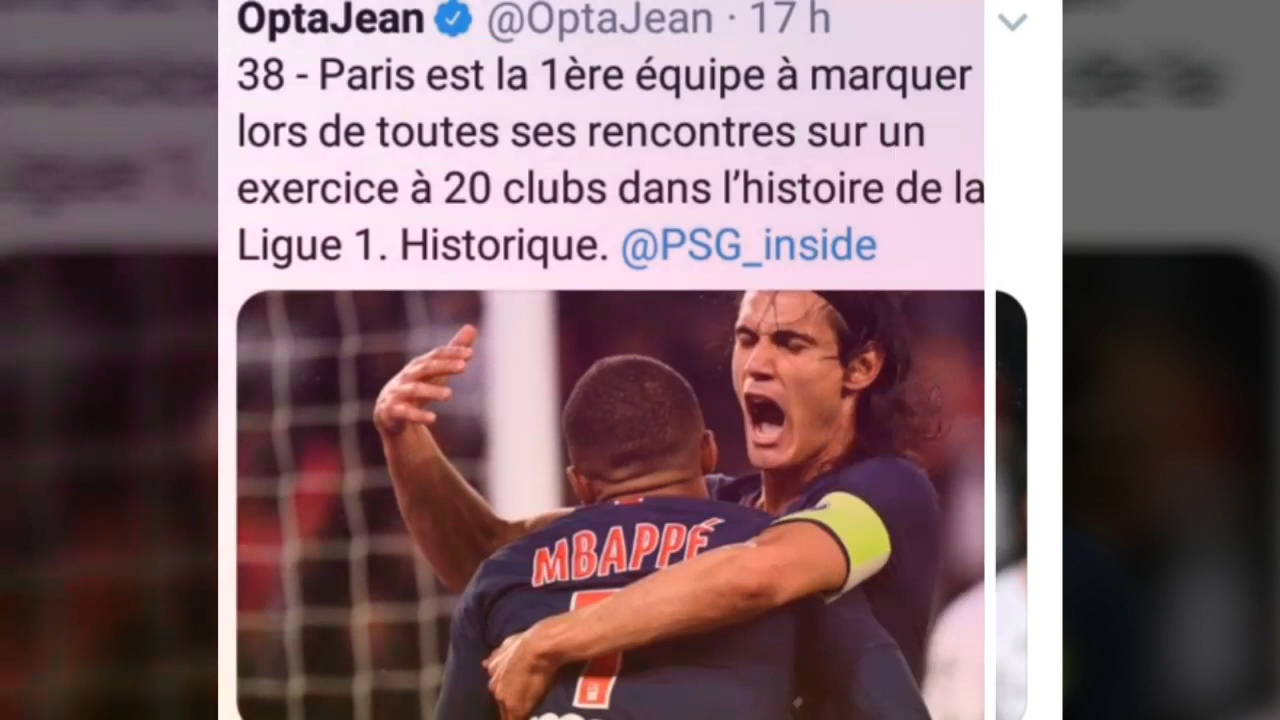 OptaJean @OptaJean · 17 h
38 - Paris est la 1ère équipe à marquer
lors de toutes ses rencontres sur un
exercice à 20 clubs dans l’histoire de la
Ligue 1. Historique. @PSG_inside
MBAPPÉ
7